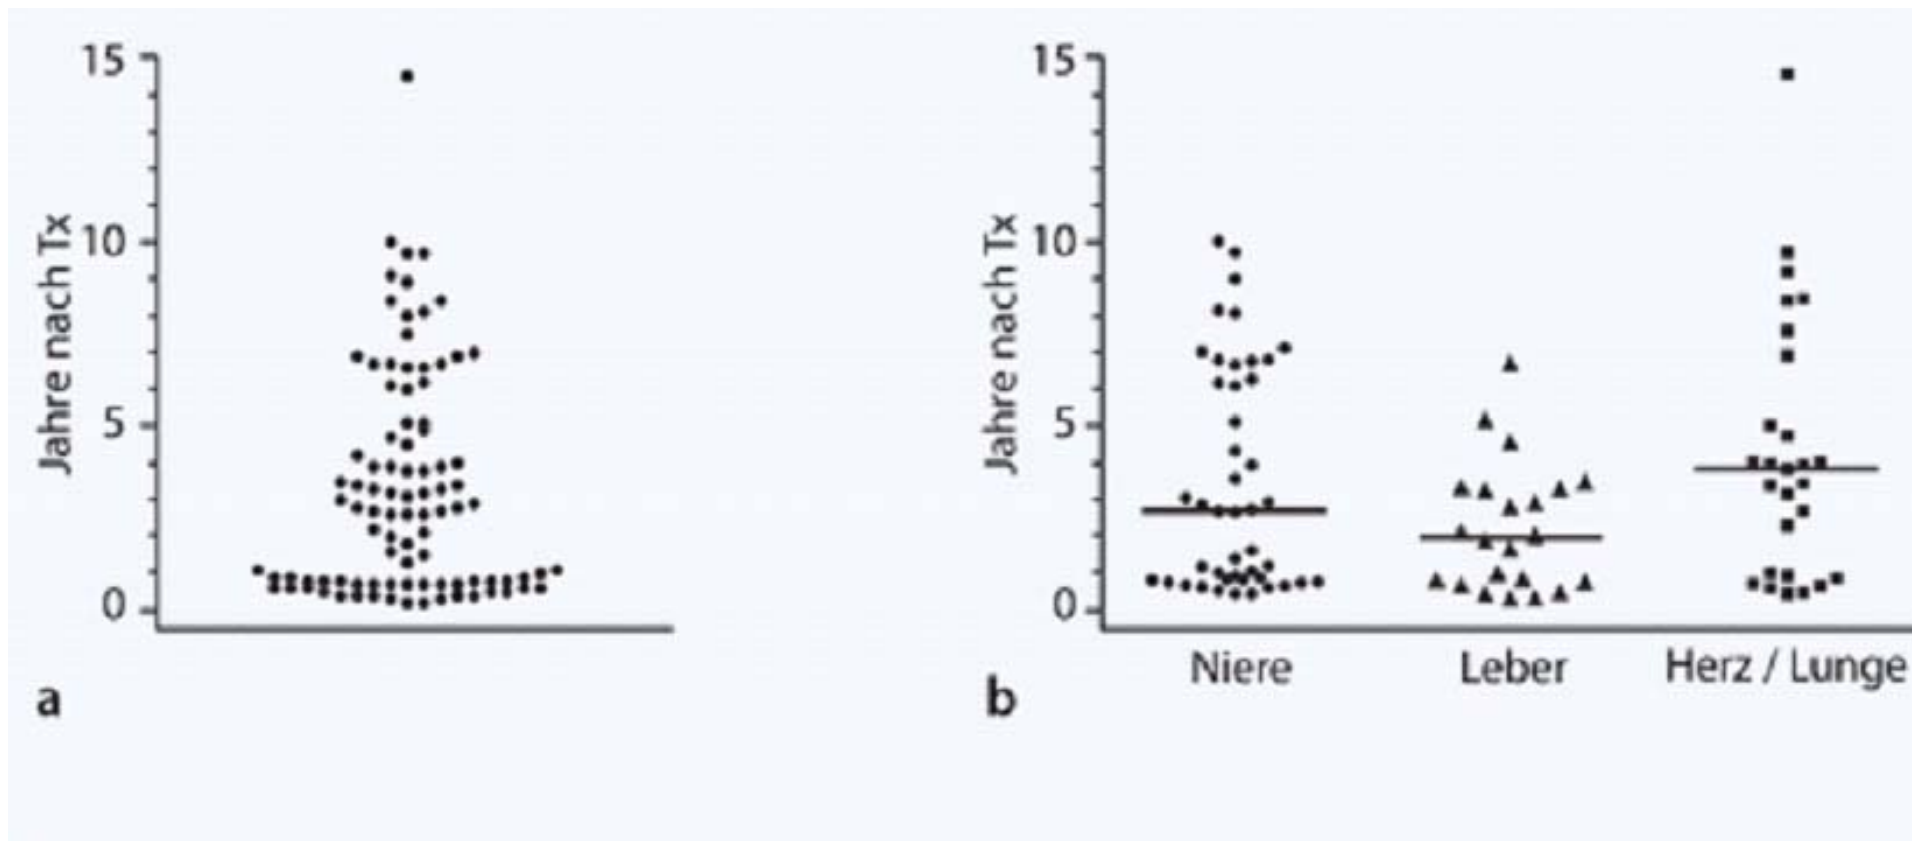 15
10
5
0
Jahre nach Tx
a
15
10
5
0
Jahre nach Tx
Niere
Leber
Herz / Lunge
b